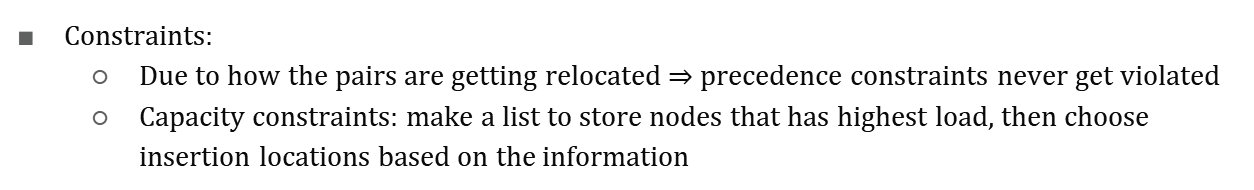 ■ Constraints:
○ Due to how the pairs are getting relocated ⇒ precedence constraints never get violated
○ Capacity constraints: make a list to store nodes that has highest load, then choose
insertion locations based on the information